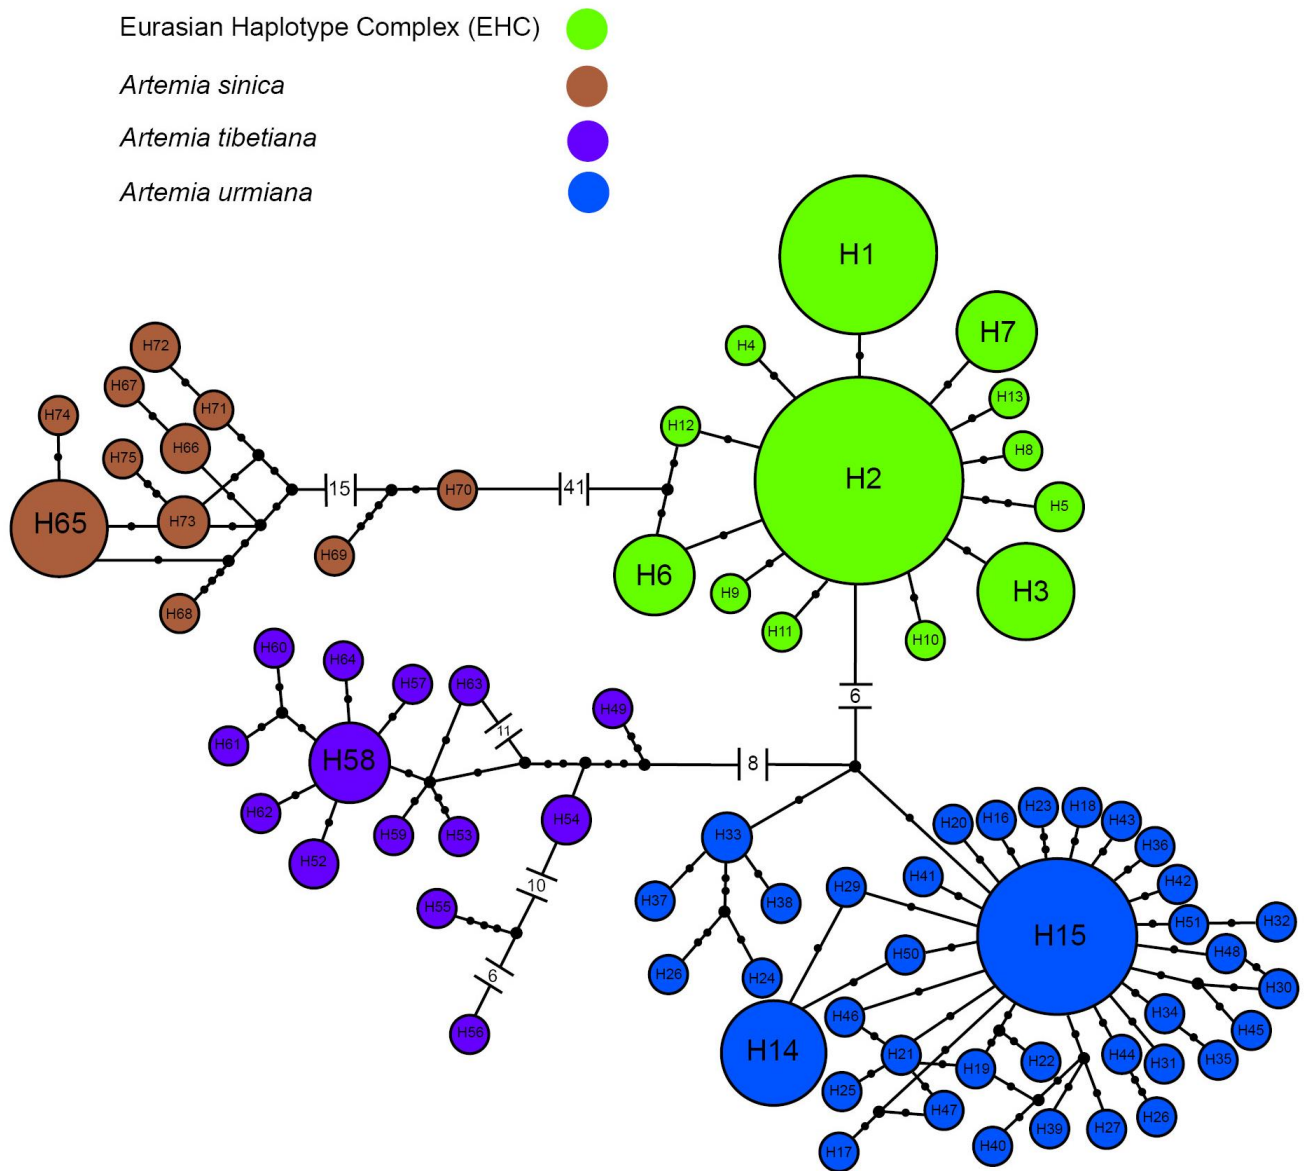 Eurasian Haplotype Complex (EHC)
Artemia sinica
Artemia tibetiana
Artemia urmiana
H1
H7
H4
H13
H12
H8
H2
H5
H6
H3
H9
H11
H10
H72
H67
H71
H74
H66
H75
H65
H73
15
H70
41
H69
H68
6
H60
H64
H57
H63
H49
11
H61
H58
8
H62
H59
H53
H54
H52
10
H55
6
H56
H33
H37
H38
H26
H24
H20
H16
H23
H18
H43
H36
H42
H41
H29
H51
H32
H15
H50
H48
H30
H46
H34
H45
H14
H21
H19
H22
H44
H31
H35
H25
H47
H17
H40
H39
H27
H26